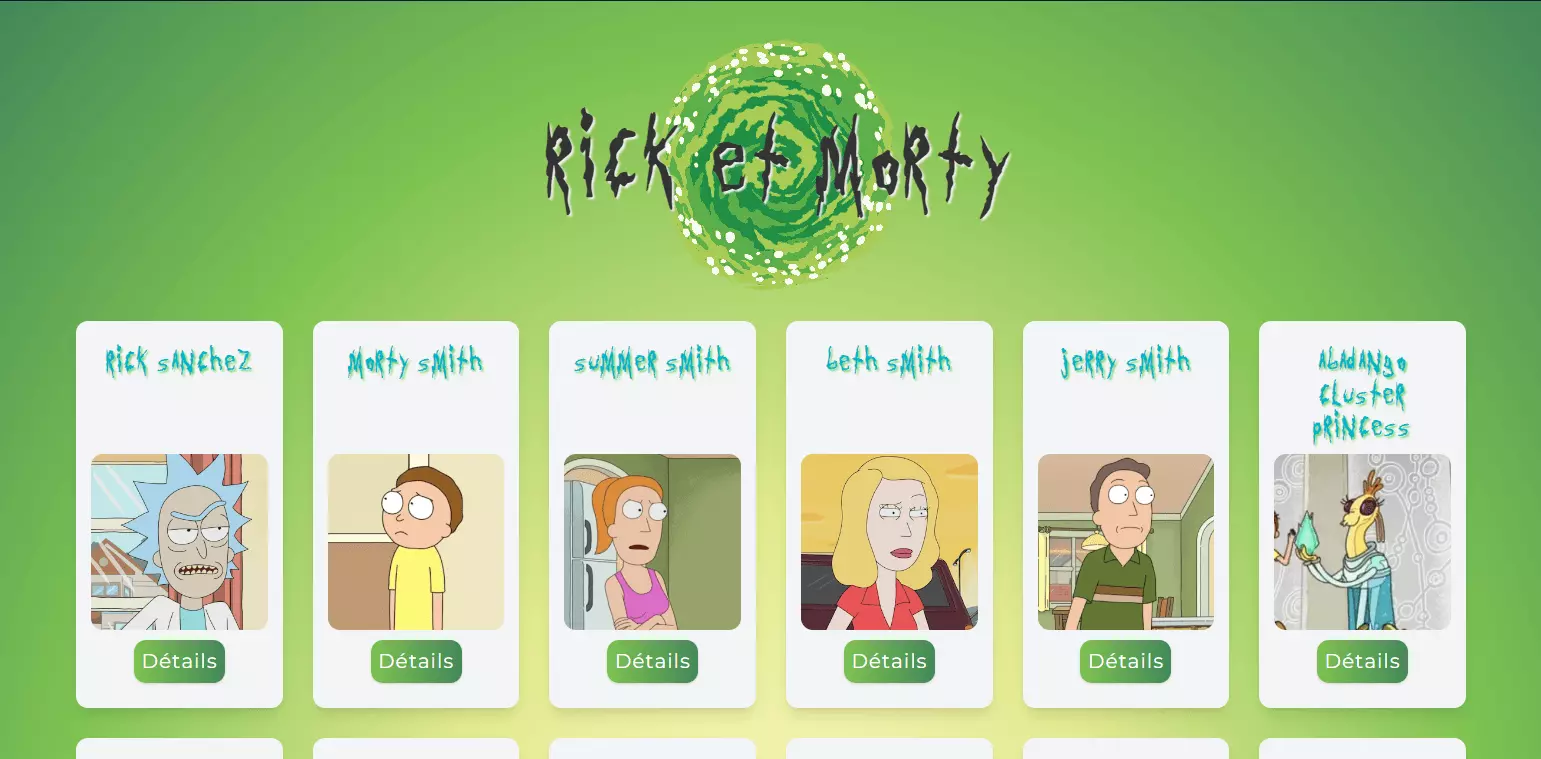 Rick et Morty
Rick Sanchez
Morty Smith
Summer Smith
Beth Smith
Jerry Smith
Abadango
Cluster
Princess
Détails
Détails
Détails
Détails
Détails
Détails